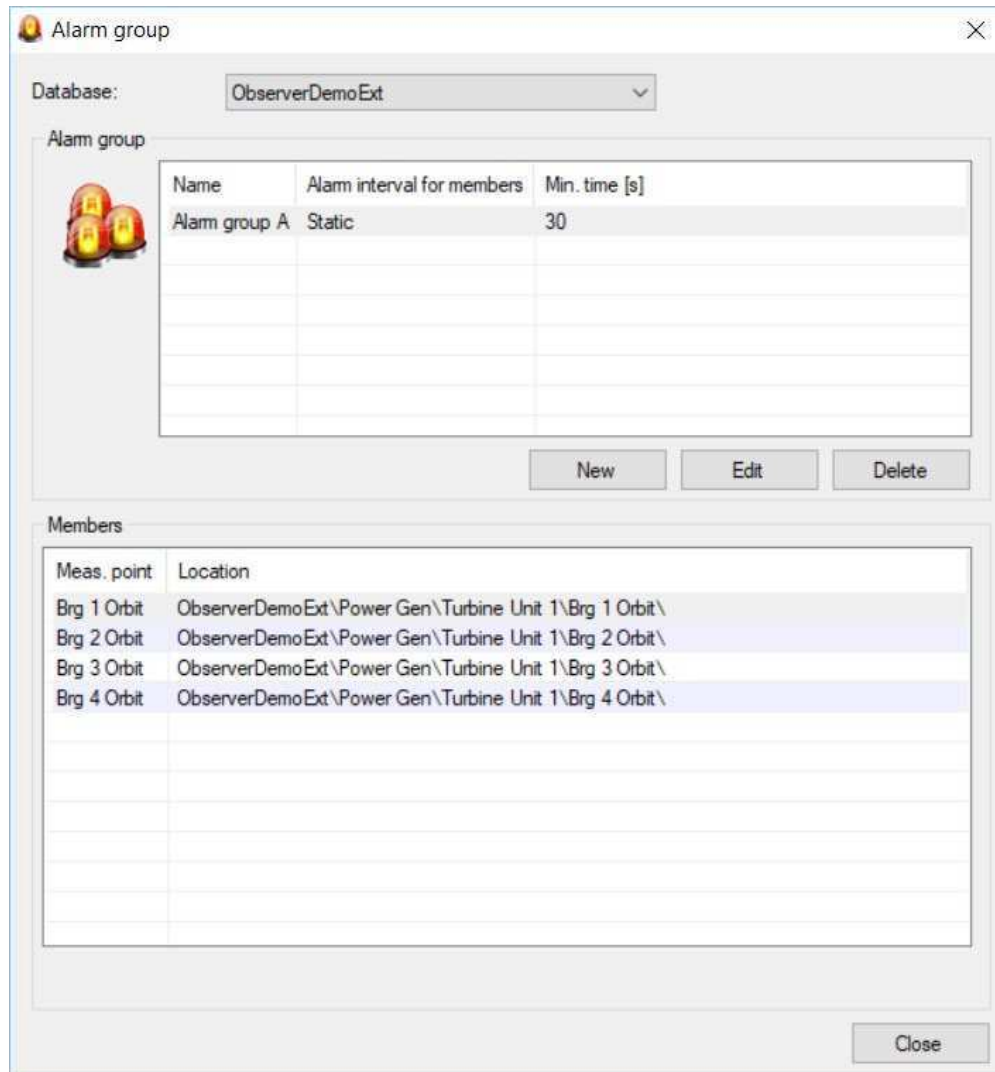 Alarm group
Database: ObserverDemoExt
Alarm group
Name Alarm interval for members Min. time [s]
Alarm group A Static 30
New Edit Delete
Members
Meas. point Location
Brg 1 Orbit ObserverDemoExt\Power Gen\Turbine Unit 1\Brg 1 Orbit\
Brg 2 Orbit ObserverDemoExt\Power Gen\Turbine Unit 1\Brg 2 Orbit\
Brg 3 Orbit ObserverDemoExt\Power Gen\Turbine Unit 1\Brg 3 Orbit\
Brg 4 Orbit ObserverDemoExt\Power Gen\Turbine Unit 1\Brg 4 Orbit\
Close